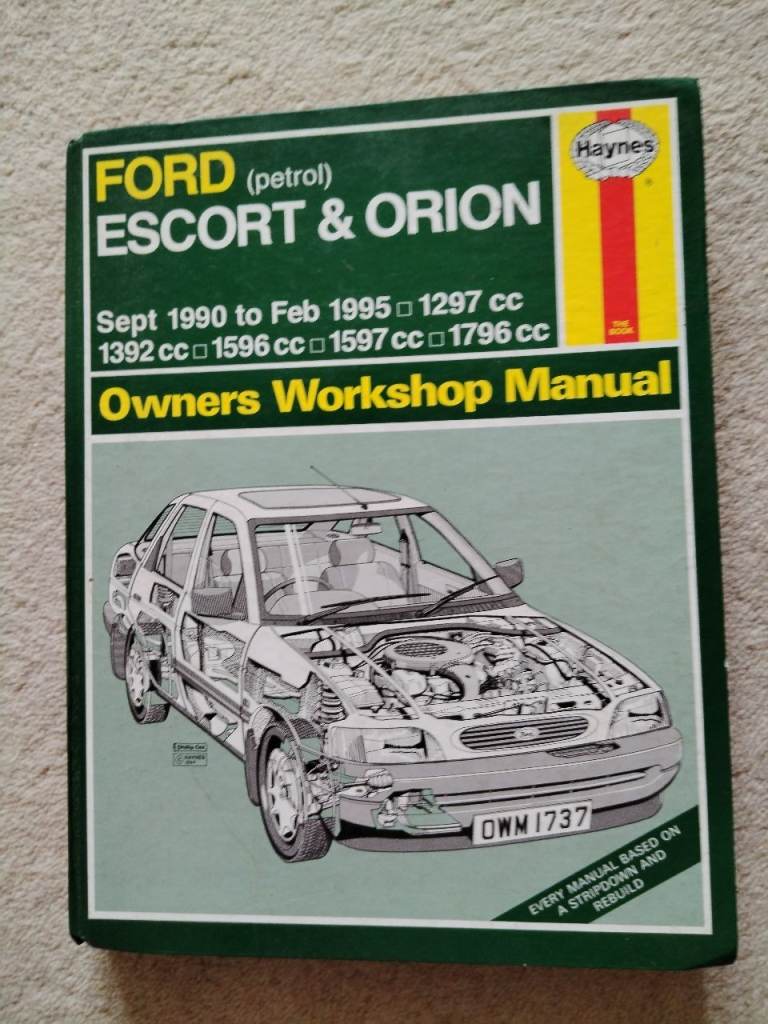 FORD (petrol)
ESCORT & ORION
Sept 1990 to Feb 1995 □ 1297 cc
1392 cc □ 1596 cc □ 1597 cc □ 1796 cc
Haynes
®
THE
BOOK
Owners Workshop Manual
Ford
OWM 1737
EVERY MANUAL BASED ON
A STRIPDOWN AND
REBUILD